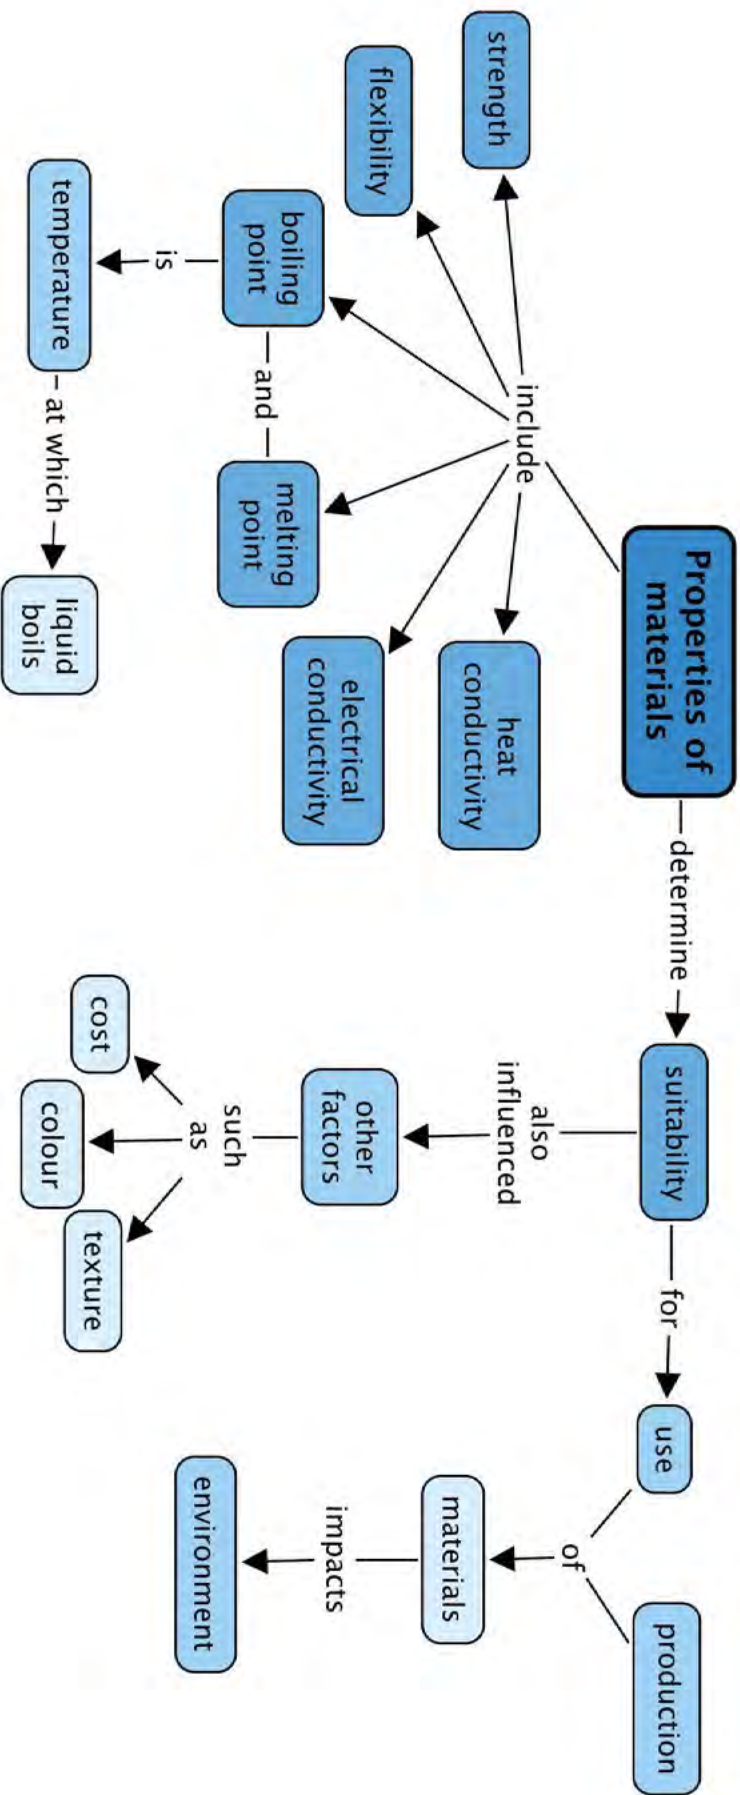 Properties of
materials
include
strength
flexibility
boiling
point
and
melting
point
electrical
conductivity
heat
conductivity
is
temperature
at which
liquid
boils
determine
suitability
also
influenced
other
factors
such
as
cost
colour
texture
for
use
of
production
materials
impacts
environment